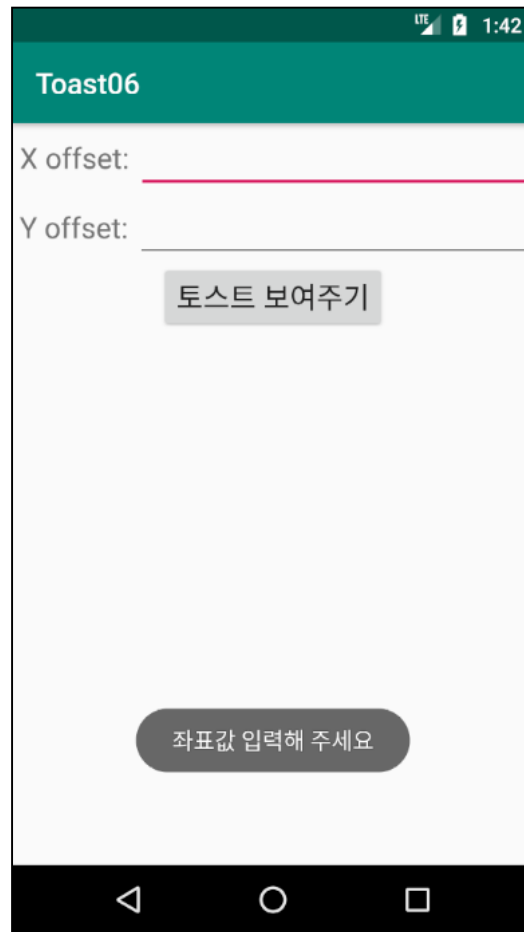 LTE 1:42
Toast06
X offset:
Y offset:
토스트 보여주기
좌표값 입력해 주세요